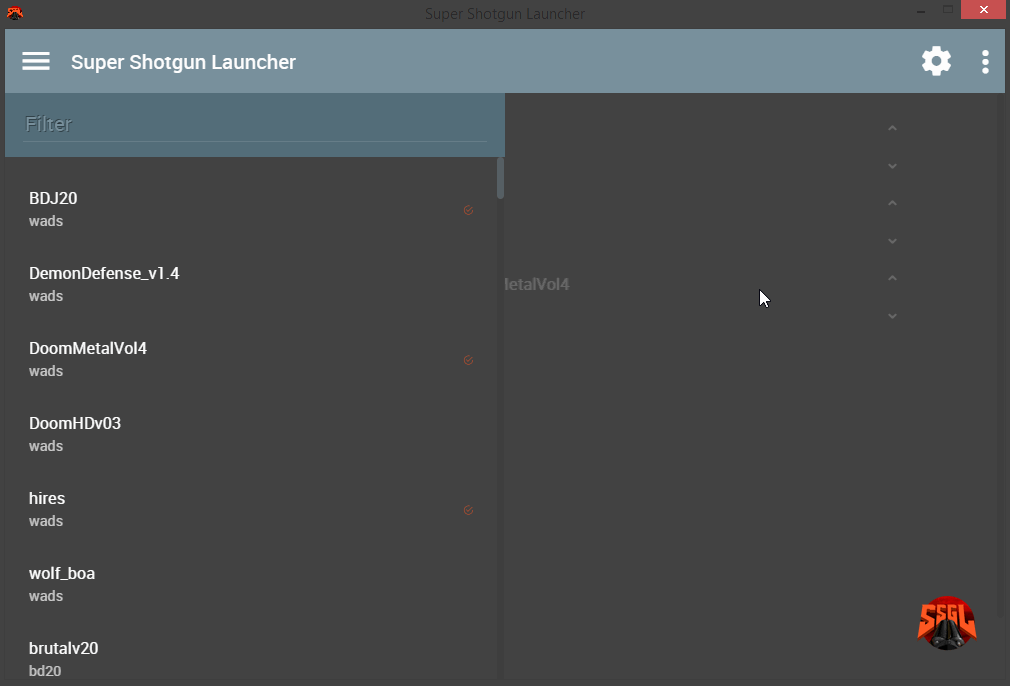 Super Shotgun Launcher
Super Shotgun Launcher
Filter
BDJ20
wads
DemonDefense_v1.4
wads
DoomMetalVol4
wads
letalVol4
DoomHDv03
wads
hires
wads
wolf_boa
wads
brutalv20
bd20
SSGL